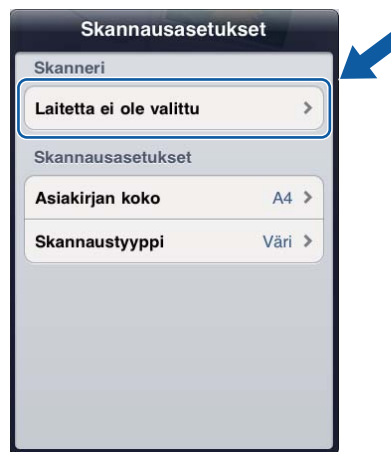 Skannausasetukset
Skanneri
Laitetta ei ole valittu
Skannausasetukset
Asiakirjan koko A4
Skannaustyyppi Väri